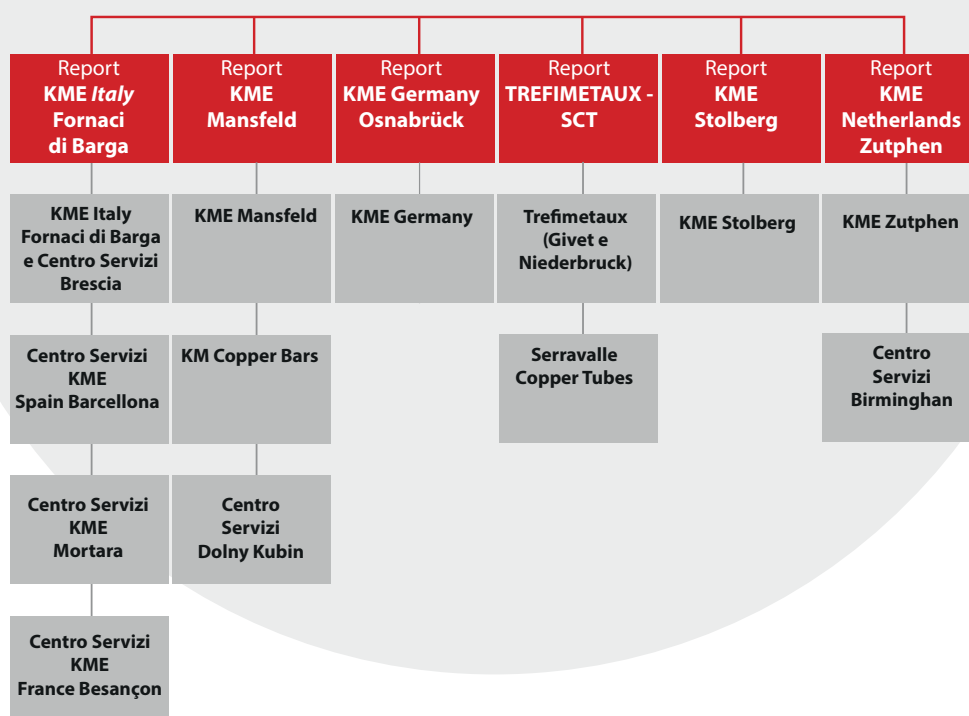 Report
KME Italy
Fornaci
di Barga
Report
KME
Mansfeld
Report
KME Germany
Osnabrück
Report
TREFIMETAUX -
SCT
Report
KME
Stolberg
Report
KME
Netherlands
Zutphen
KME Italy
Fornaci di Barga
e Centro Servizi
Brescia
KME Mansfeld
KME Germany
Trefimetaux
(Givet e
Niederbruck)
KME Stolberg
KME Zutphen
Centro Servizi
KME
Spain Barcellona
KM Copper Bars
Serravalle
Copper Tubes
Centro
Servizi
Birminghan
Centro Servizi
KME
Mortara
Centro
Servizi
Dolny Kubin
Centro Servizi
KME
France Besançon